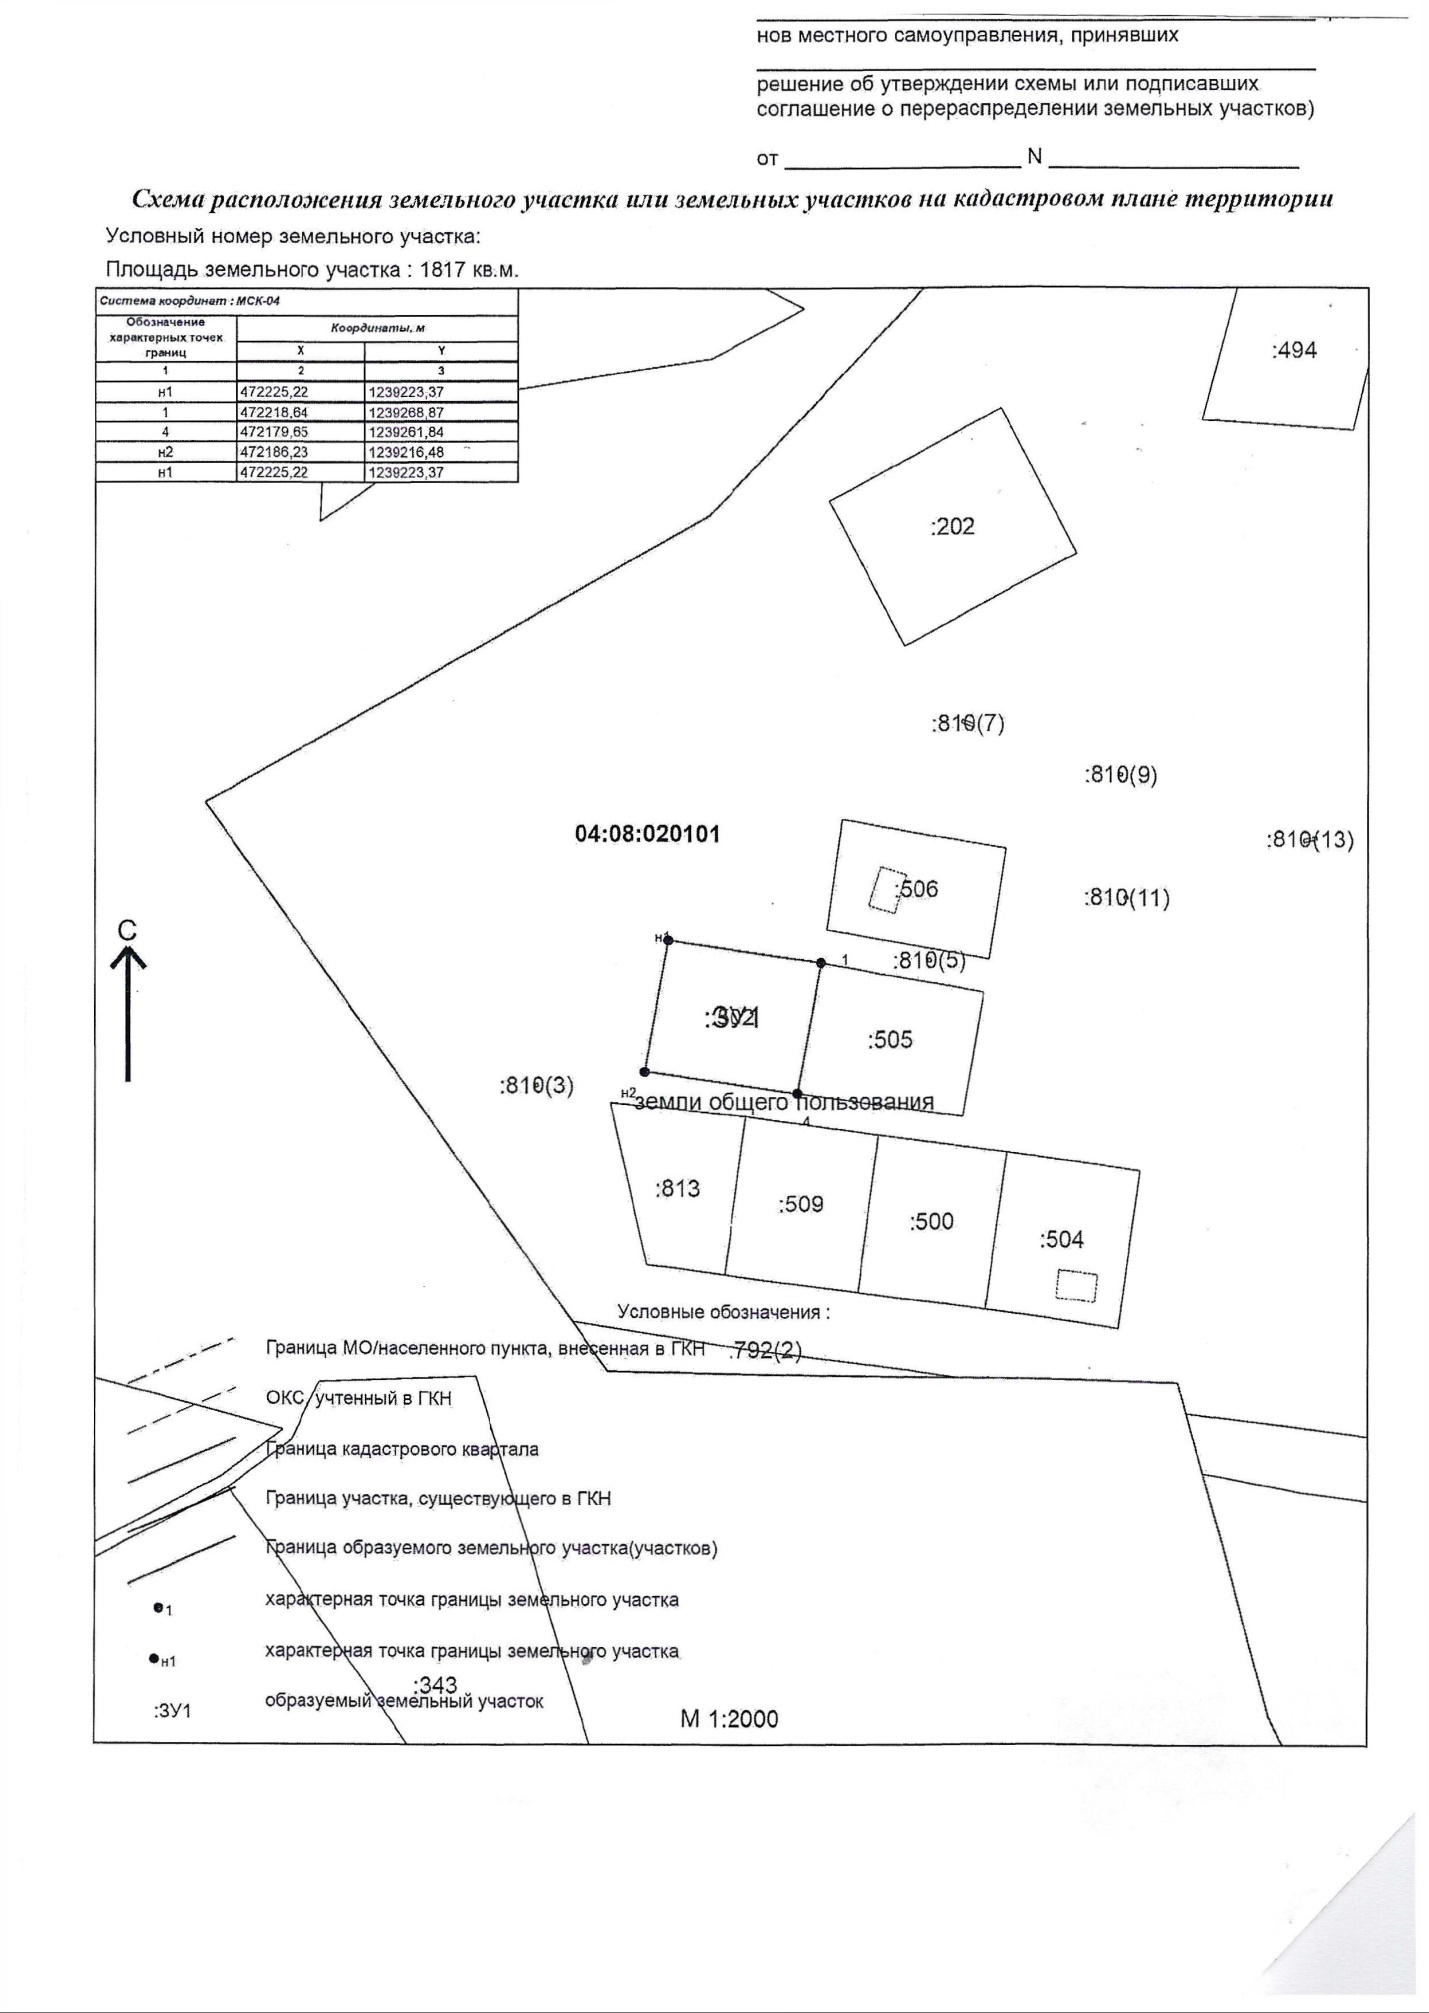 нов местного самоуправления, принявших
решение об утверждении схемы или подписавших
соглашение о перераспределении земельных участков)
от N
Схема расположения земельного участка или земельных участков на кадастровом плане территории
Условный номер земельного участка:
Площадь земельного участка : 1817 кв.м.
Система координат : МСК-04
Обозначение характерных точек границ
Координаты, м
X Y
1 2 3
н1 472225,22 1239223,37
1 472218,64 1239268,87
4 472179,65 1239261,84
н2 472186,23 1239216,48
н1 472225,22 1239223,37
:494
:202
:810(7)
:810(9)
04:08:020101
:810(13)
:506
:810(11)
С
н1
1
:810(5)
:ЗУ1
:505
:810(3)
н2
земли общего пользования
4
:813
:509
:500
:504
Условные обозначения :
Граница МО/населенного пункта, внесенная в ГКН
:792(2)
ОКС, учтенный в ГКН
Граница кадастрового квартала
Граница участка, существующего в ГКН
Граница образуемого земельного участка(участков)
1 характерная точка границы земельного участка
н1 характерная точка границы земельного участка
:343
:ЗУ1 образуемый земельный участок
М 1:2000